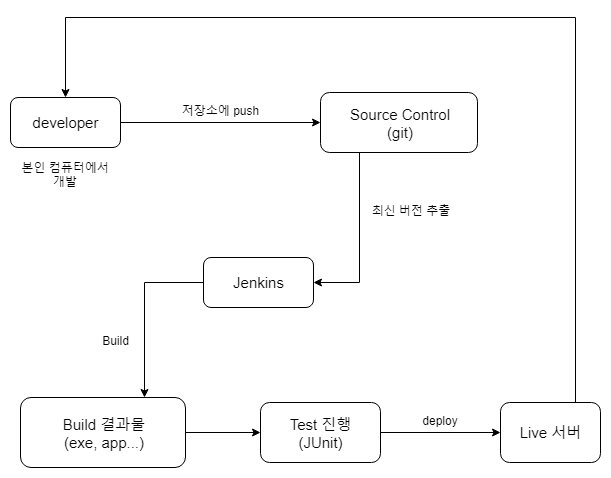 developer
저장소에 push
Source Control
(git)
본인 컴퓨터에서
개발
최신 버전 추출
Jenkins
Build
Build 결과물
(exe, app...)
Test 진행
(JUnit)
deploy
Live 서버